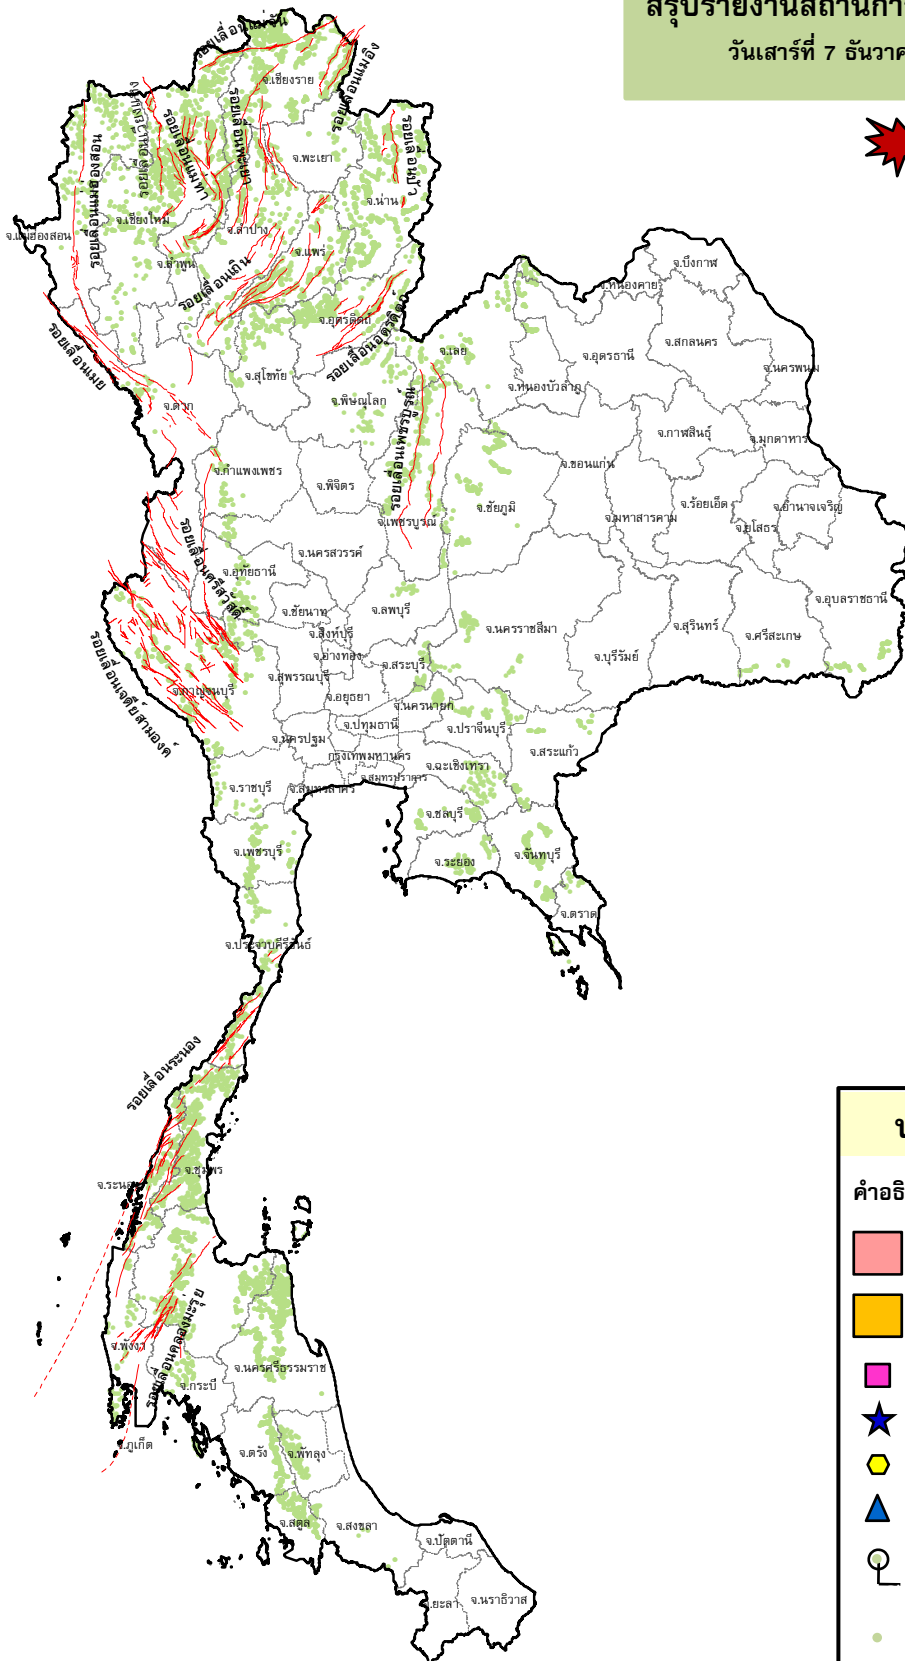 สรุปรายงานสถานกา
วันเสาร์ที่ 7 ธันวาค
รอยเลื่อนแม่จัน
จ.เชียงราย
รอยเลื่อนแม่อิง
รอยเลื่อนแม่ฮ่องสอน
รอยเลื่อนแม่ทา
รอยเลื่อนพะเยา
จ.พะเยา
รอยเลื่อนปัว
จ.น่าน
จ.แม่ฮ่องสอน
จ.เชียงใหม่
จ.ลำปาง
จ.ลำพูน
จ.แพร่
รอยเลื่อนเถิน
จ.อุตรดิตถ์
รอยเลื่อนอุตรดิตถ์
รอยเลื่อนเมย
จ.สุโขทัย
จ.ตาก
จ.พิษณุโลก
จ.เลย
จ.บึงกาฬ
จ.หนองคาย
จ.สกลนคร
จ.อุดรธานี
จ.นครพนม
จ.หนองบัวลำภู
รอยเลื่อนเพชรบูรณ์
จ.กำแพงเพชร
จ.พิจิตร
จ.เพชรบูรณ์
จ.ชัยภูมิ
จ.ขอนแก่น
จ.กาฬสินธุ์
จ.มุกดาหาร
จ.มหาสารคาม
จ.ร้อยเอ็ด
จ.ยโสธร
จ.อำนาจเจริญ
รอยเลื่อนศรีสวัสดิ์
จ.นครสวรรค์
จ.อุทัยธานี
จ.ชัยนาท
จ.ลพบุรี
จ.สิงห์บุรี
จ.อ่างทอง
จ.นครราชสีมา
จ.บุรีรัมย์
จ.สุรินทร์
จ.ศรีสะเกษ
จ.อุบลราชธานี
รอยเลื่อนเจดีย์สามองค์
จ.กาญจนบุรี
จ.สุพรรณบุรี
จ.สระบุรี
จ.อยุธยา
จ.นครนายก
จ.ปทุมธานี
จ.ปราจีนบุรี
จ.นครปฐม
กรุงเทพมหานคร
จ.สระแก้ว
จ.ฉะเชิงเทรา
จ.สมุทรปราการ
จ.สมุทรสาคร
จ.ราชบุรี
จ.ชลบุรี
จ.เพชรบุรี
จ.ระยอง
จ.จันทบุรี
จ.ตราด
จ.ประจวบคีรีขันธ์
รอยเลื่อนระนอง
จ.ชุมพร
จ.ระนอง
รอยเลื่อนคลองมะรุ่ย
จ.พังงา
จ.กระบี่
จ.นครศรีธรรมราช
จ.ภูเก็ต
จ.ตรัง
จ.พัทลุง
จ.สตูล
จ.สงขลา
จ.ปัตตานี
จ.ยะลา
จ.นราธิวาส
คำอธิ